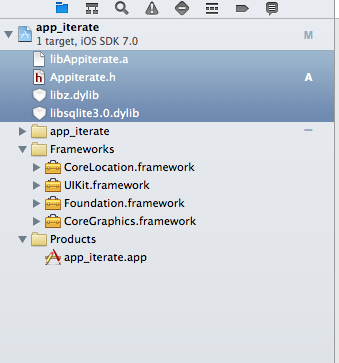 app_iterate
M
1 target, iOS SDK 7.0
libAppiterate.a
h Appiterate.h
A
libz.dylib
libsqlite3.0.dylib
app_iterate
Frameworks
CoreLocation.framework
UIKit.framework
Foundation.framework
CoreGraphics.framework
Products
app_iterate.app